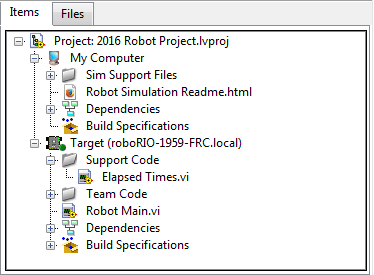 Items
Files
Project: 2016 Robot Project.lvproj
My Computer
Sim Support Files
Robot Simulation Readme.html
Dependencies
Build Specifications
Target (roboRIO-1959-FRC.local)
Support Code
Elapsed Times.vi
Team Code
Robot Main.vi
Dependencies
Build Specifications